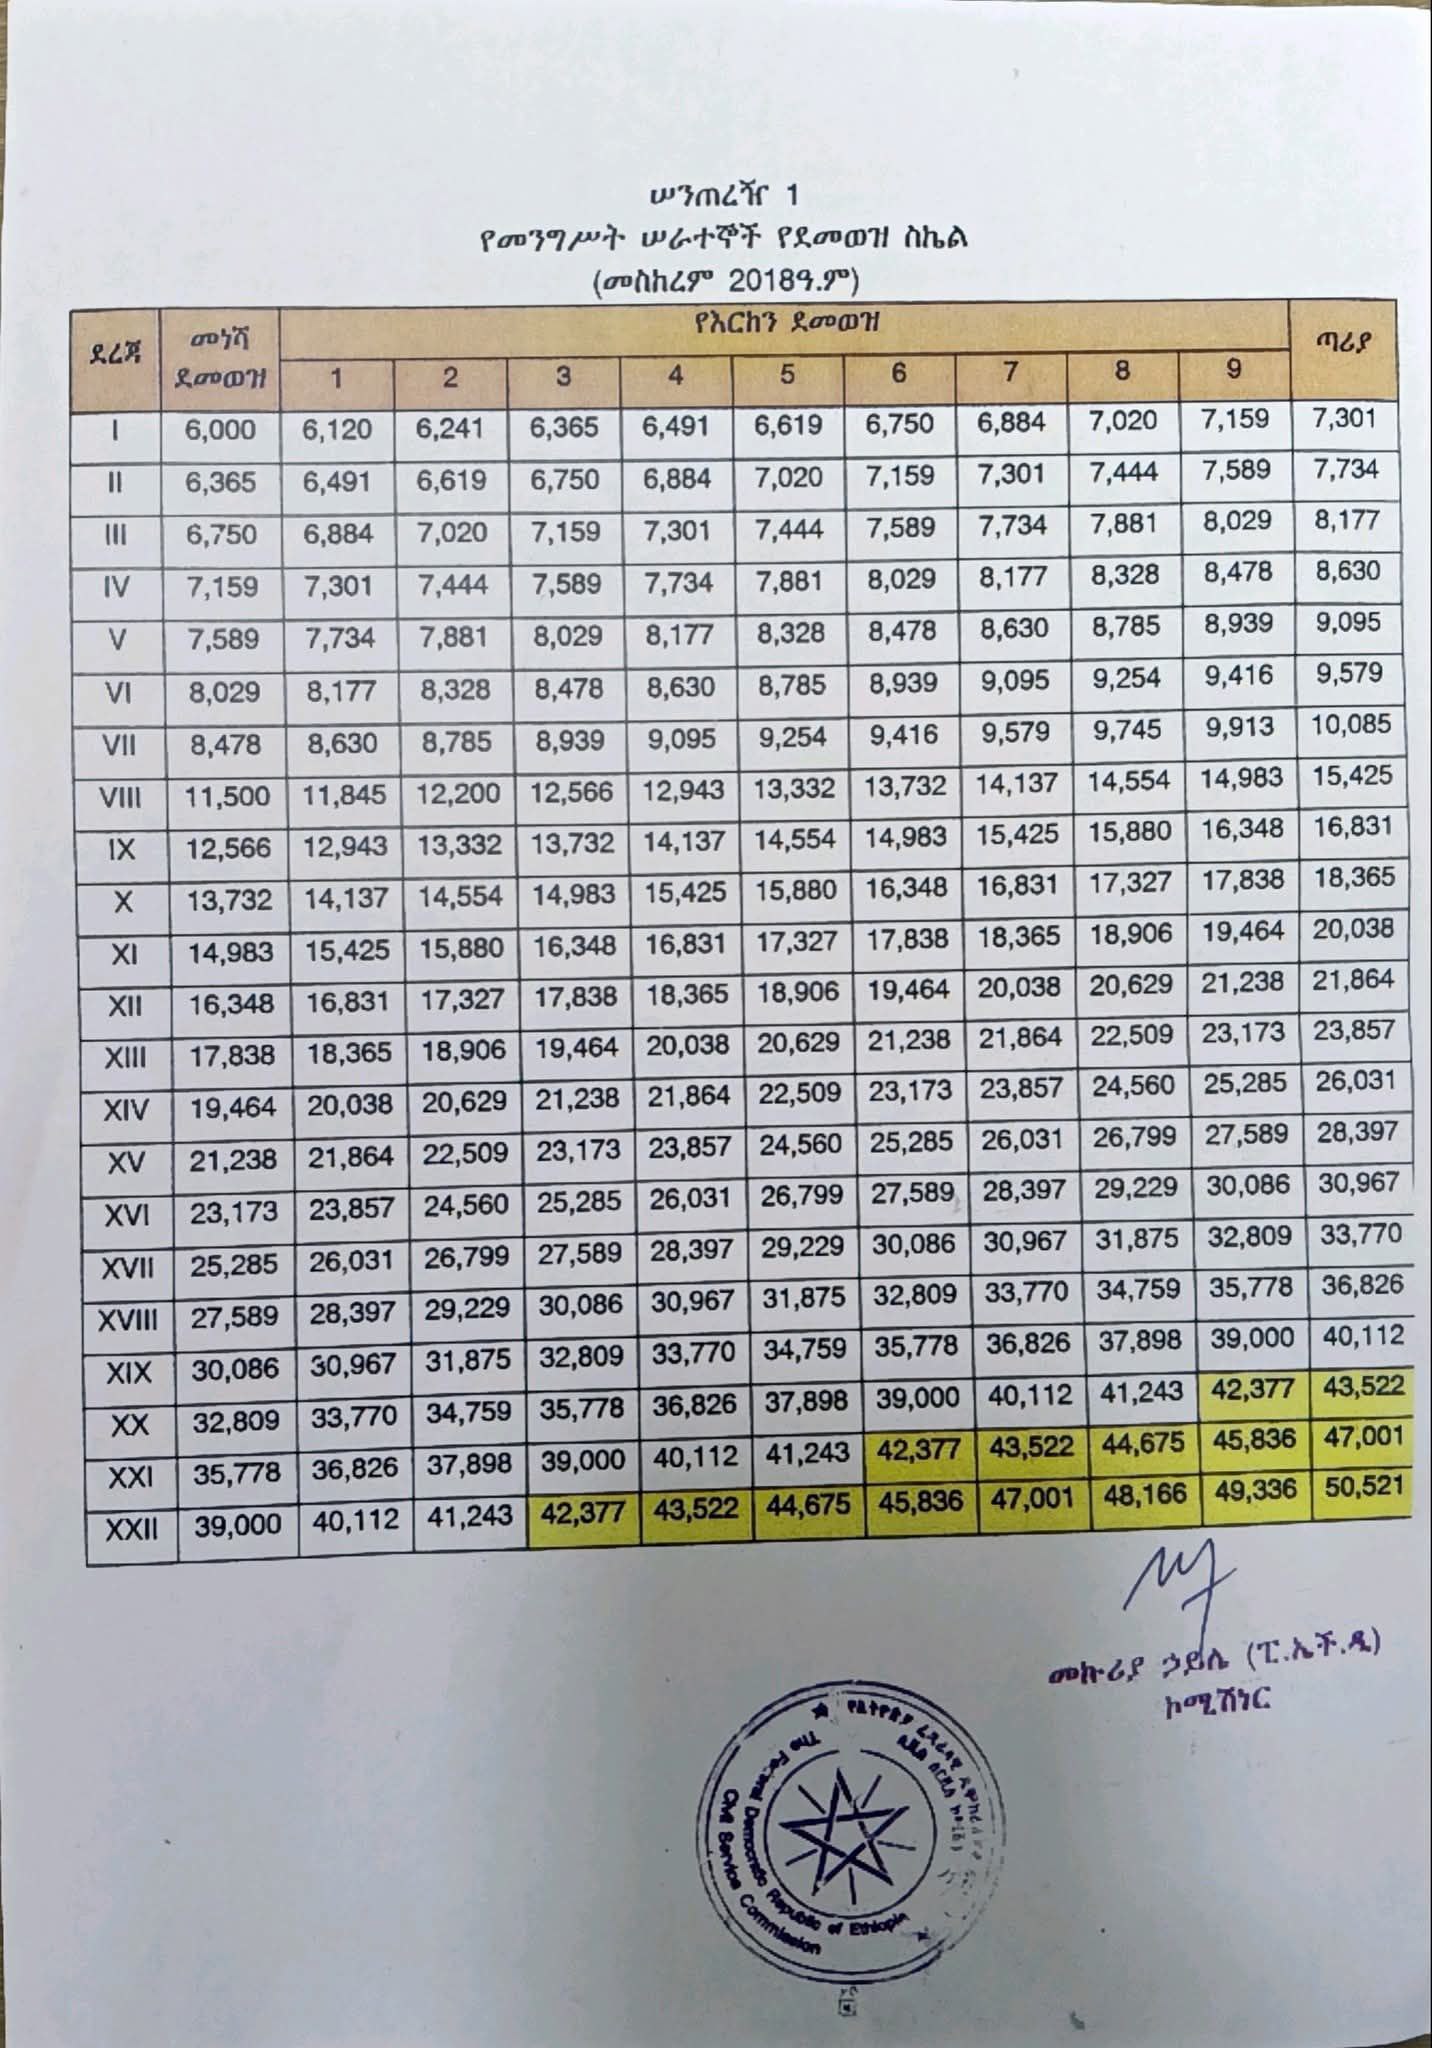 ሠንጠረዥ 1
የመንግሥት ሠራተኞች የደመወዝ ስኬል
(መስከረም 2018ዓ.ም)
ደረጃ መነሻ ደመወዝ የእርከን ደመወዝ ጣሪያ
1 2 3 4 5 6 7 8 9
I 6,000 6,120 6,241 6,365 6,491 6,619 6,750 6,884 7,020 7,159 7,301
II 6,365 6,491 6,619 6,750 6,884 7,020 7,159 7,301 7,444 7,589 7,734
III 6,750 6,884 7,020 7,159 7,301 7,444 7,589 7,734 7,881 8,029 8,177
IV 7,159 7,301 7,444 7,589 7,734 7,881 8,029 8,177 8,328 8,478 8,630
V 7,589 7,734 7,881 8,029 8,177 8,328 8,478 8,630 8,785 8,939 9,095
VI 8,029 8,177 8,328 8,478 8,630 8,785 8,939 9,095 9,254 9,416 9,579
VII 8,478 8,630 8,785 8,939 9,095 9,254 9,416 9,579 9,745 9,913 10,085
VIII 11,500 11,845 12,200 12,566 12,943 13,332 13,732 14,137 14,554 14,983 15,425
IX 12,566 12,943 13,332 13,732 14,137 14,554 14,983 15,425 15,880 16,348 16,831
X 13,732 14,137 14,554 14,983 15,425 15,880 16,348 16,831 17,327 17,838 18,365
XI 14,983 15,425 15,880 16,348 16,831 17,327 17,838 18,365 18,906 19,464 20,038
XII 16,348 16,831 17,327 17,838 18,365 18,906 19,464 20,038 20,629 21,238 21,864
XIII 17,838 18,365 18,906 19,464 20,038 20,629 21,238 21,864 22,509 23,173 23,857
XIV 19,464 20,038 20,629 21,238 21,864 22,509 23,173 23,857 24,560 25,285 26,031
XV 21,238 21,864 22,509 23,173 23,857 24,560 25,285 26,031 26,799 27,589 28,397
XVI 23,173 23,857 24,560 25,285 26,031 26,799 27,589 28,397 29,229 30,086 30,967
XVII 25,285 26,031 26,799 27,589 28,397 29,229 30,086 30,967 31,875 32,809 33,770
XVIII 27,589 28,397 29,229 30,086 30,967 31,875 32,809 33,770 34,759 35,778 36,826
XIX 30,086 30,967 31,875 32,809 33,770 34,759 35,778 36,826 37,898 39,000 40,112
XX 32,809 33,770 34,759 35,778 36,826 37,898 39,000 40,112 41,243 42,377 43,522
XXI 35,778 36,826 37,898 39,000 40,112 41,243 42,377 43,522 44,675 45,836 47,001
XXII 39,000 40,112 41,243 42,377 43,522 44,675 45,836 47,001 48,166 49,336 50,521
መኩሪያ ኃይሌ (ፒ.ኤች.ዲ)
ኮሚሽነር
The Federal Democratic Republic of Ethiopia
Civil Service Commission